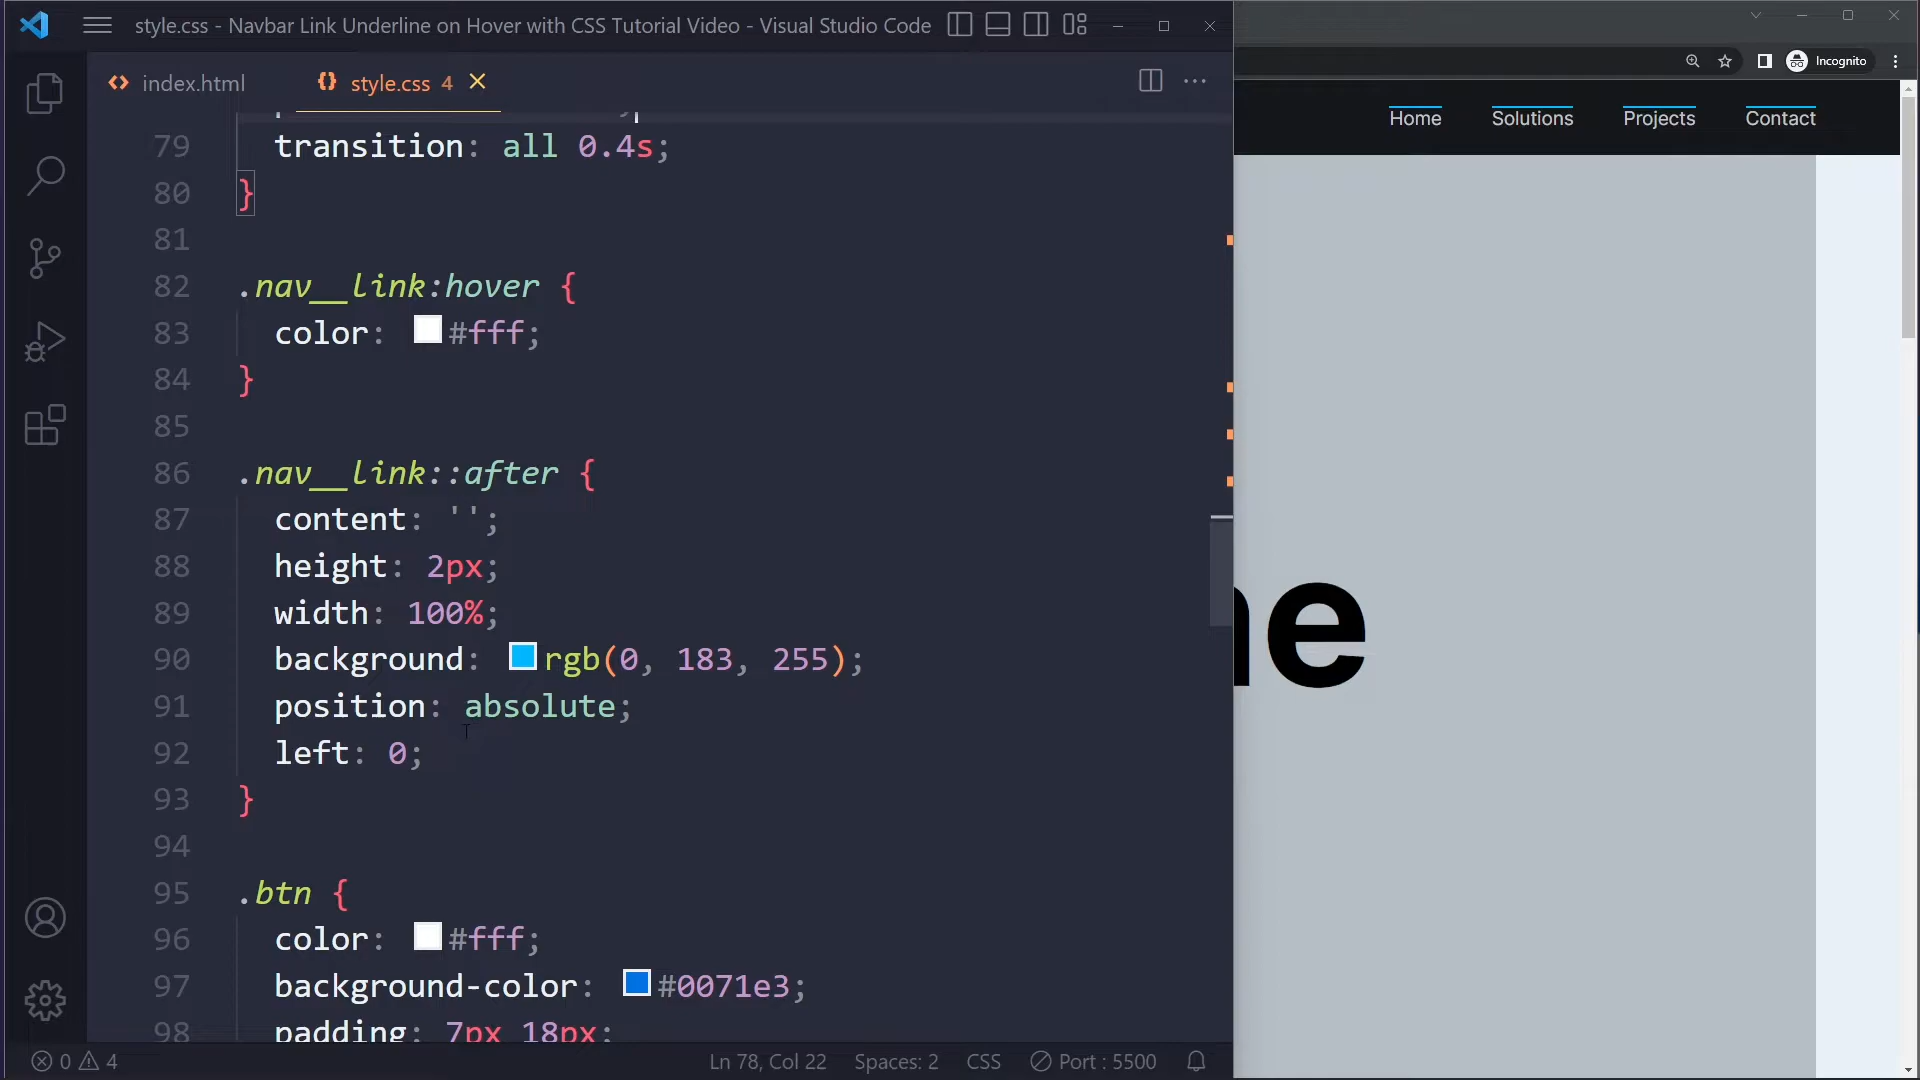 style.css - Navbar Link Underline on Hover with CSS Tutorial Video - Visual Studio Code
index.html
style.css 4
Incognito
Home Solutions Projects Contact
79 transition: all 0.4s;
80 }
81
82 .nav__link:hover {
83 color: #fff;
84 }
85
86 .nav__link::after {
87 content: '';
88 height: 2px;
89 width: 100%;
90 background: rgb(0, 183, 255);
91 position: absolute;
92 left: 0;
93 }
94
95 .btn {
96 color: #fff;
97 background-color: #0071e3;
98 padding: 7px 18px;
0 4
Ln 78, Col 22 Spaces: 2 CSS Port : 5500